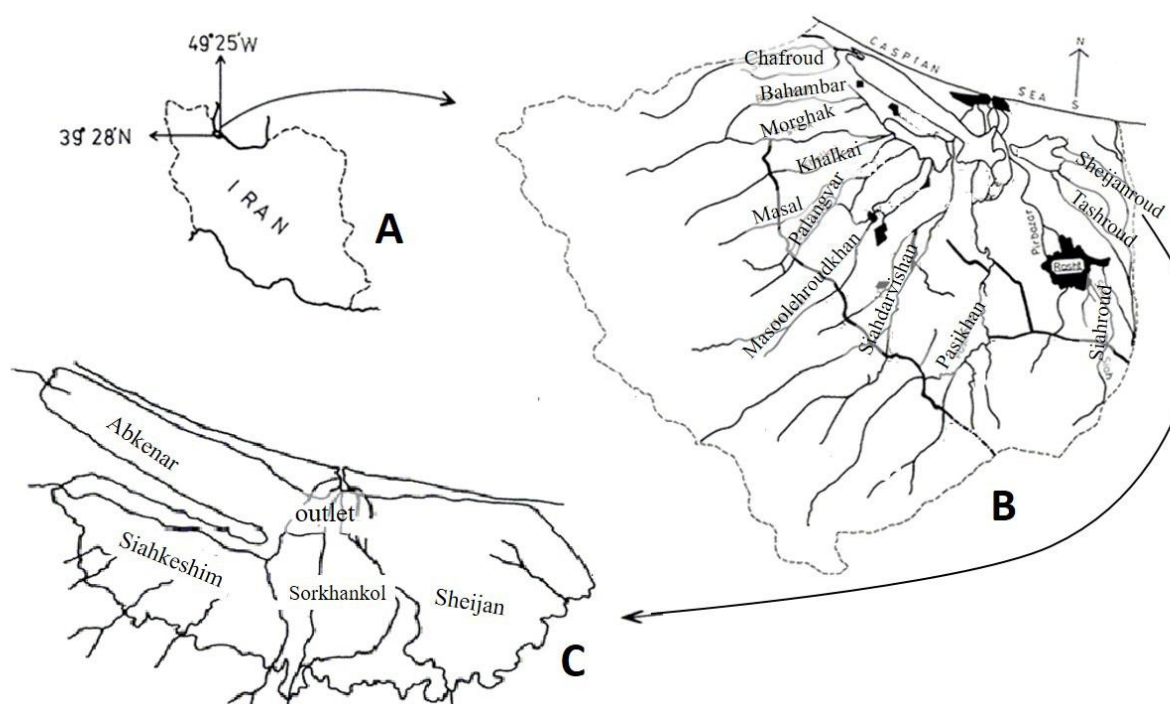 49°25'W
39°28'N
IRAN
A
CASPIAN SEA
N
S
Chafroud
Bahambar
Morghak
Khalkai
Masal
Palangvar
Masoolehroudkhan
Siahdarvishan
Pasikhan
Pirbazar
Rasht
Sheijanroud
Tashroud
Siahroud
B
Abkenar
outlet
Siahkeshim
Sorkhankol
Sheijan
C